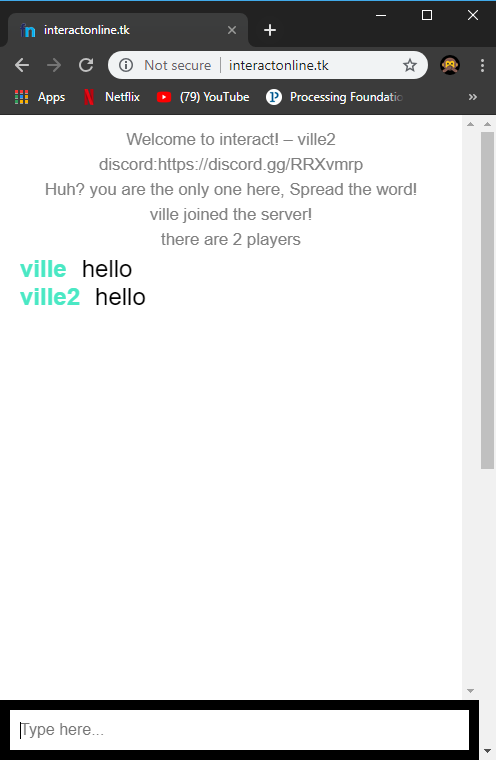 interactonline.tk
Not secure | interactonline.tk
Apps Netflix (79) YouTube Processing Foundatio
Welcome to interact! – ville2
discord:https://discord.gg/RRXvmrp
Huh? you are the only one here, Spread the word!
ville joined the server!
there are 2 players
ville hello
ville2 hello
Type here...